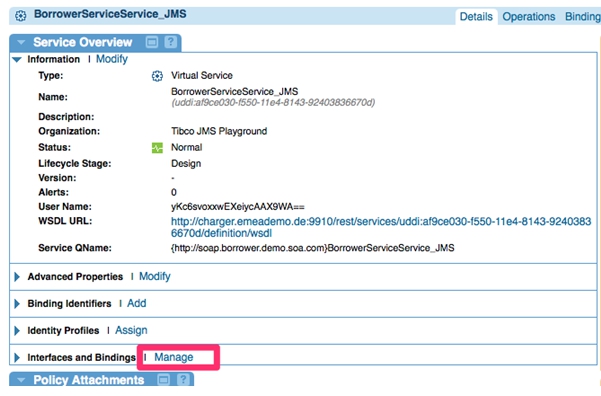 BorrowerServiceService_JMS
Details Operations Binding
Service Overview ?
Information | Modify
Type: Virtual Service
Name: BorrowerServiceService_JMS
(uddi:af9ce030-f550-11e4-8143-92403836670d)
Description:
Organization: Tibco JMS Playground
Status: Normal
Lifecycle Stage: Design
Version: -
Alerts: 0
User Name: yKc6svoxxwEXeiycAAX9WA==
WSDL URL: http://charger.emeademo.de:9910/rest/services/uddi:af9ce030-f550-11e4-8143-9240383
6670d/definition/wsdl
Service QName: {http://soap.borrower.demo.soa.com}BorrowerServiceService_JMS
Advanced Properties | Modify
Binding Identifiers | Add
Identity Profiles | Assign
Interfaces and Bindings | Manage
Policy Attachments ?